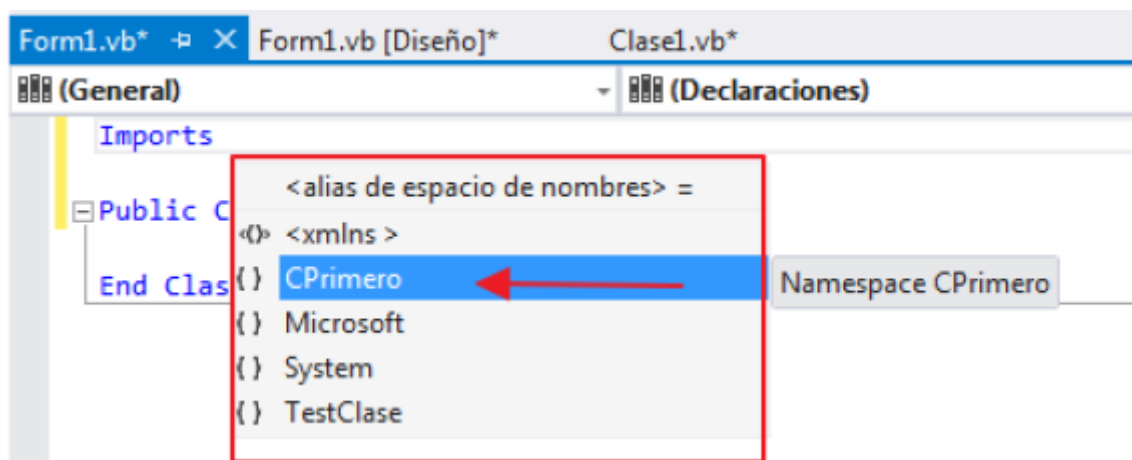 Form1.vb* Form1.vb [Diseño]* Clase1.vb*
(General) (Declaraciones)
Imports
<alias de espacio de nombres> =
Public C
<xmlns >
CPrimero Namespace CPrimero
End Clas
Microsoft
System
TestClase